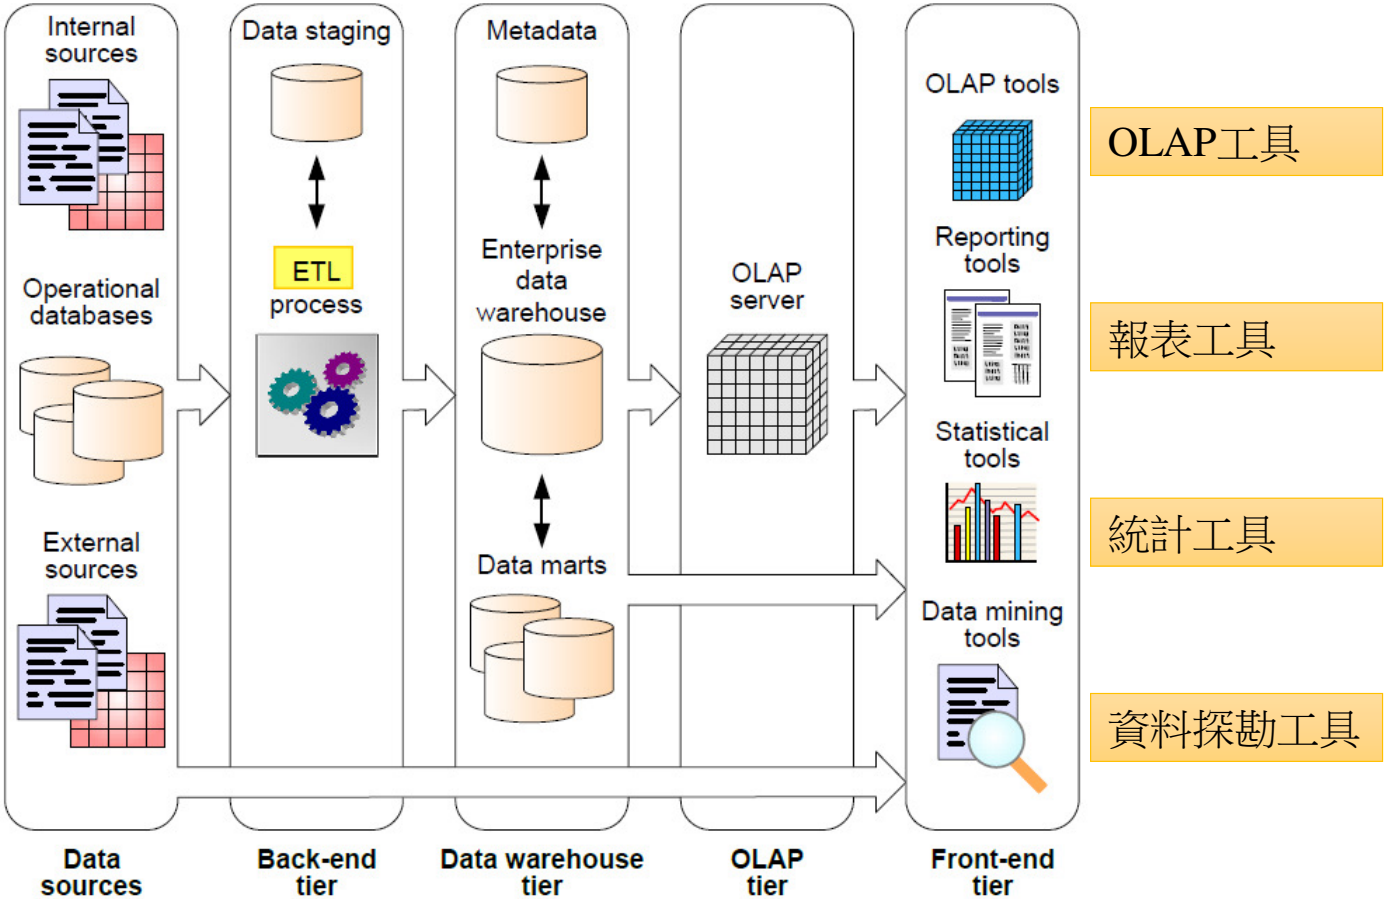 Internal
sources
Operational
databases
External
sources
Data
sources
Data staging
ETL
process
Back-end
tier
Metadata
Enterprise
data
warehouse
Data marts
Data warehouse
tier
OLAP
server
OLAP
tier
OLAP tools
Reporting
tools
Statistical
tools
Data mining
tools
Front-end
tier
OLAP工具
報表工具
統計工具
資料探勘工具